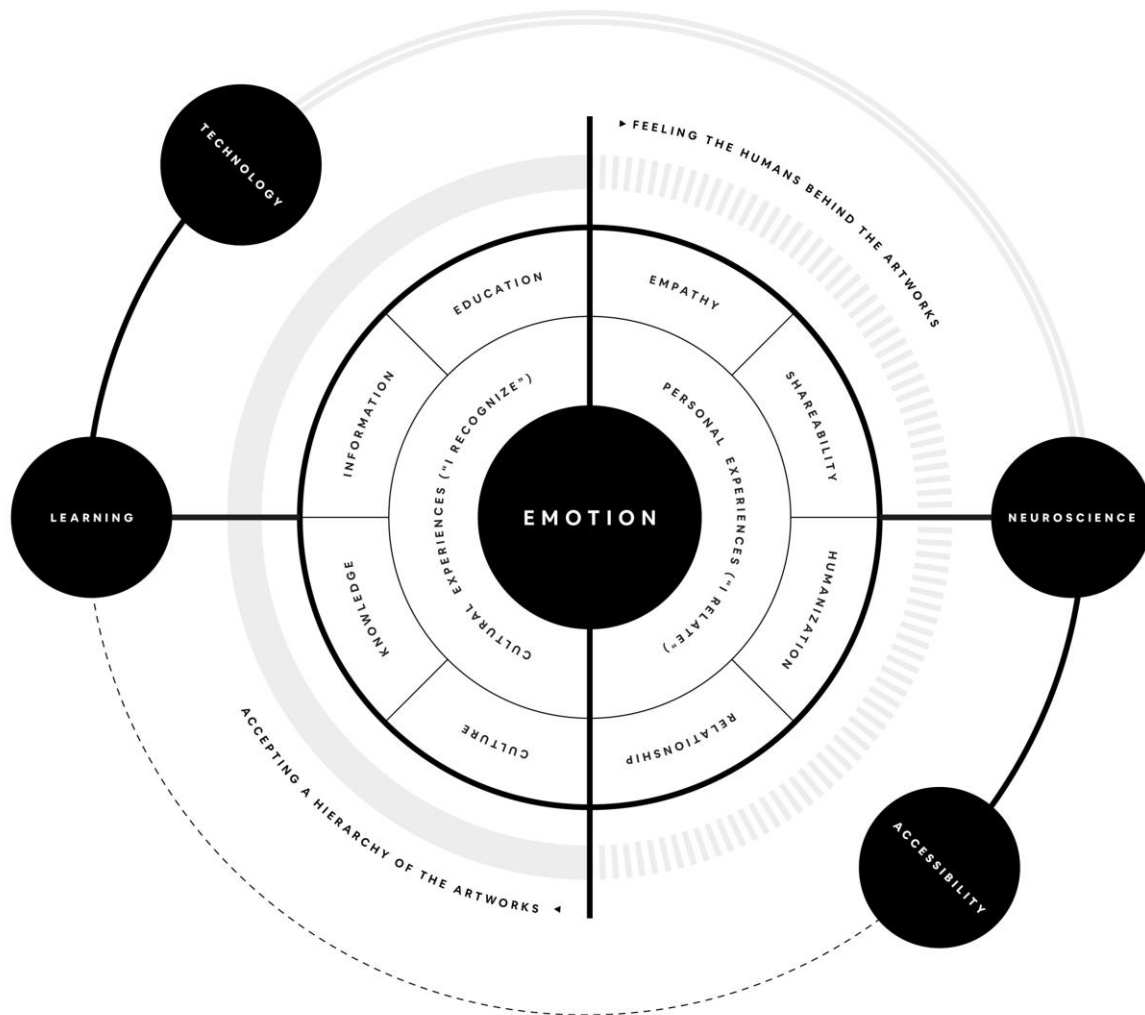 TECHNOLOGY
▸ FEELING THE HUMANS BEHIND THE ARTWORKS
EDUCATION
EMPATHY
INFORMATION
SHAREABILITY
CULTURAL EXPERIENCES ("I RECOGNIZE")
PERSONAL EXPERIENCES ("I RELATE")
LEARNING
EMOTION
NEUROSCIENCE
KNOWLEDGE
HUMANIZATION
CULTURE
RELATIONSHIP
ACCEPTING A HIERARCHY OF THE ARTWORKS ◂
ACCESSIBILITY